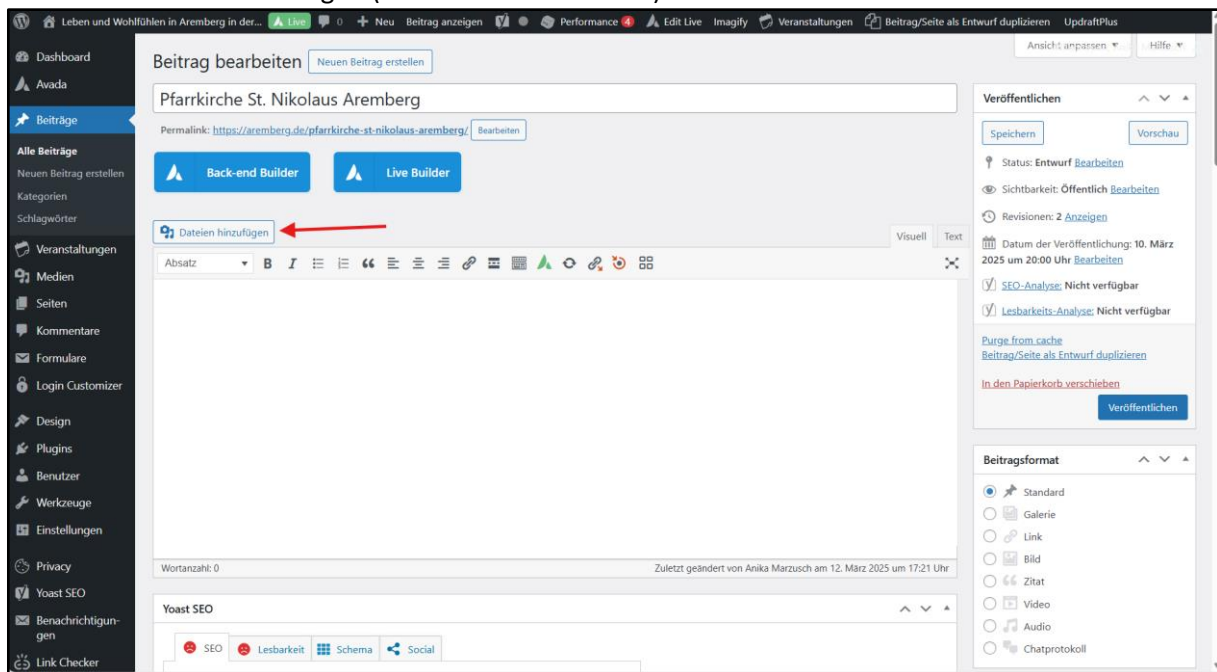 Leben und Wohlfühlen in Aremberg in der... Live 0 + Neu Beitrag anzeigen Performance 4 Edit Live Imagify Veranstaltungen Beitrag/Seite als Entwurf duplizieren UpdraftPlus
Ansicht anpassen ▼ Hilfe ▼
Dashboard
Avada
Beiträge
Alle Beiträge
Neuen Beitrag erstellen
Kategorien
Schlagwörter
Veranstaltungen
Medien
Seiten
Kommentare
Formulare
Login Customizer
Design
Plugins
Benutzer
Werkzeuge
Einstellungen
Privacy
Yoast SEO
Benachrichtigun-
gen
Link Checker
Beitrag bearbeiten Neuen Beitrag erstellen
Pfarrkirche St. Nikolaus Aremberg
Permalink: https://aremberg.de/pfarrkirche-st-nikolaus-aremberg/ Bearbeiten
Back-end Builder Live Builder
Dateien hinzufügen
Visuell Text
Absatz ▼ B I
Wortanzahl: 0 Zuletzt geändert von Anika Marzusch am 12. März 2025 um 17:21 Uhr
Yoast SEO
SEO Lesbarkeit Schema Social
Veröffentlichen
Speichern Vorschau
Status: Entwurf Bearbeiten
Sichtbarkeit: Öffentlich Bearbeiten
Revisionen: 2 Anzeigen
Datum der Veröffentlichung: 10. März
2025 um 20:00 Uhr Bearbeiten
SEO-Analyse: Nicht verfügbar
Lesbarkeits-Analyse: Nicht verfügbar
Purge from cache
Beitrag/Seite als Entwurf duplizieren
In den Papierkorb verschieben
Veröffentlichen
Beitragsformat
Standard
Galerie
Link
Bild
Zitat
Video
Audio
Chatprotokoll